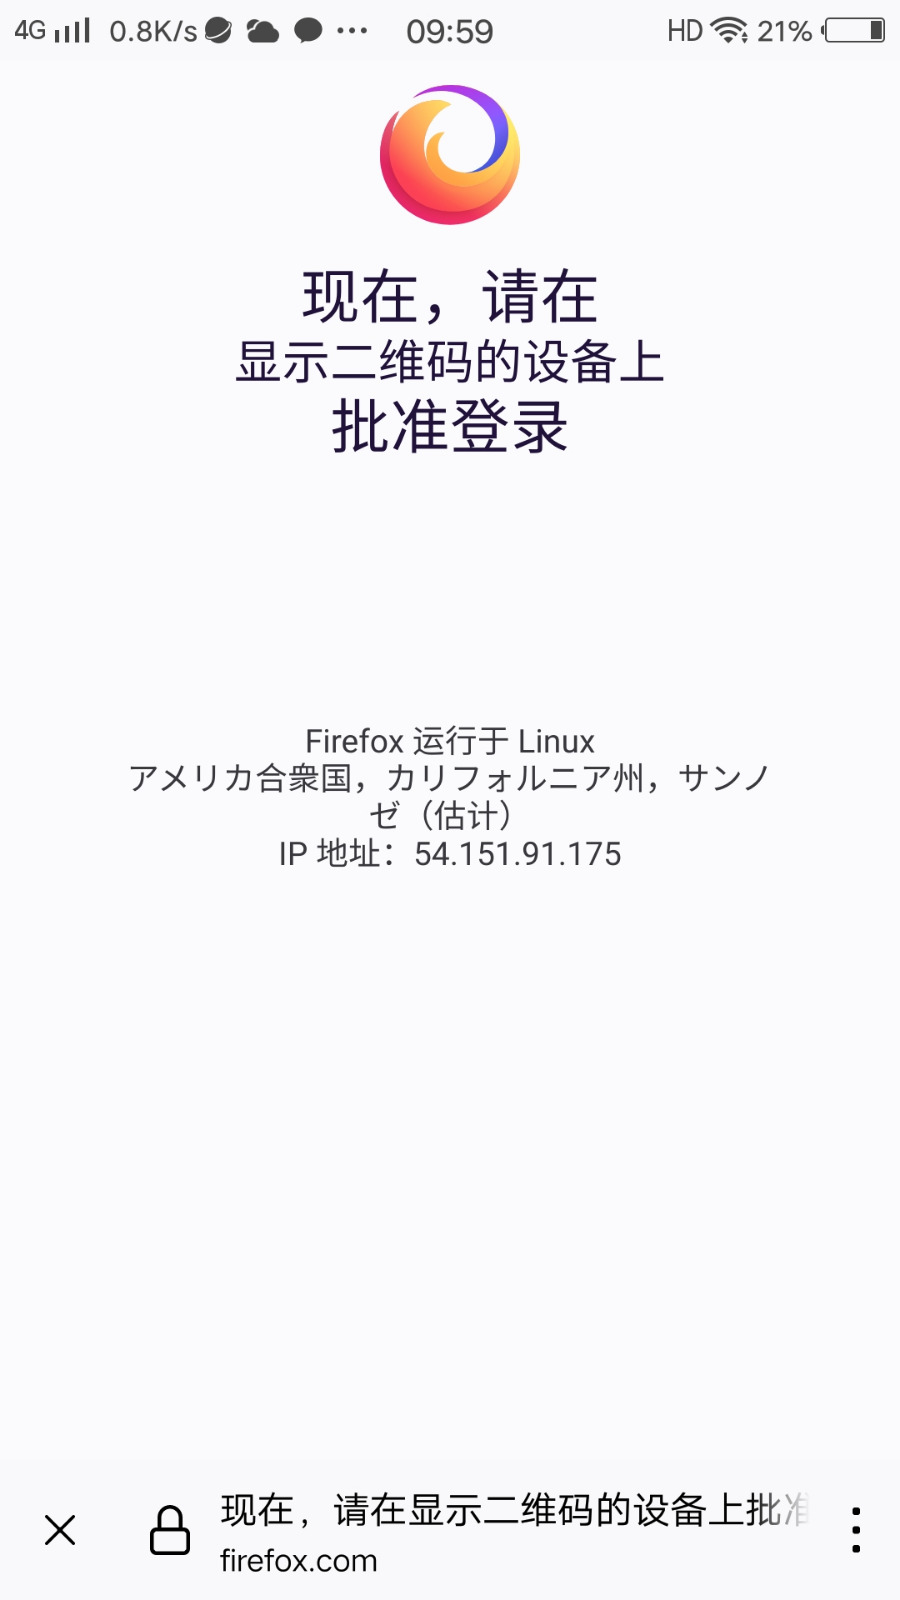 4G 0.8K/s ... 09:59 HD 21%
现在，请在
显示二维码的设备上
批准登录
Firefox 运行于 Linux
アメリカ合衆国，カリフォルニア州，サンノ
ゼ（估计）
IP 地址：54.151.91.175
现在，请在显示二维码的设备上批准
firefox.com